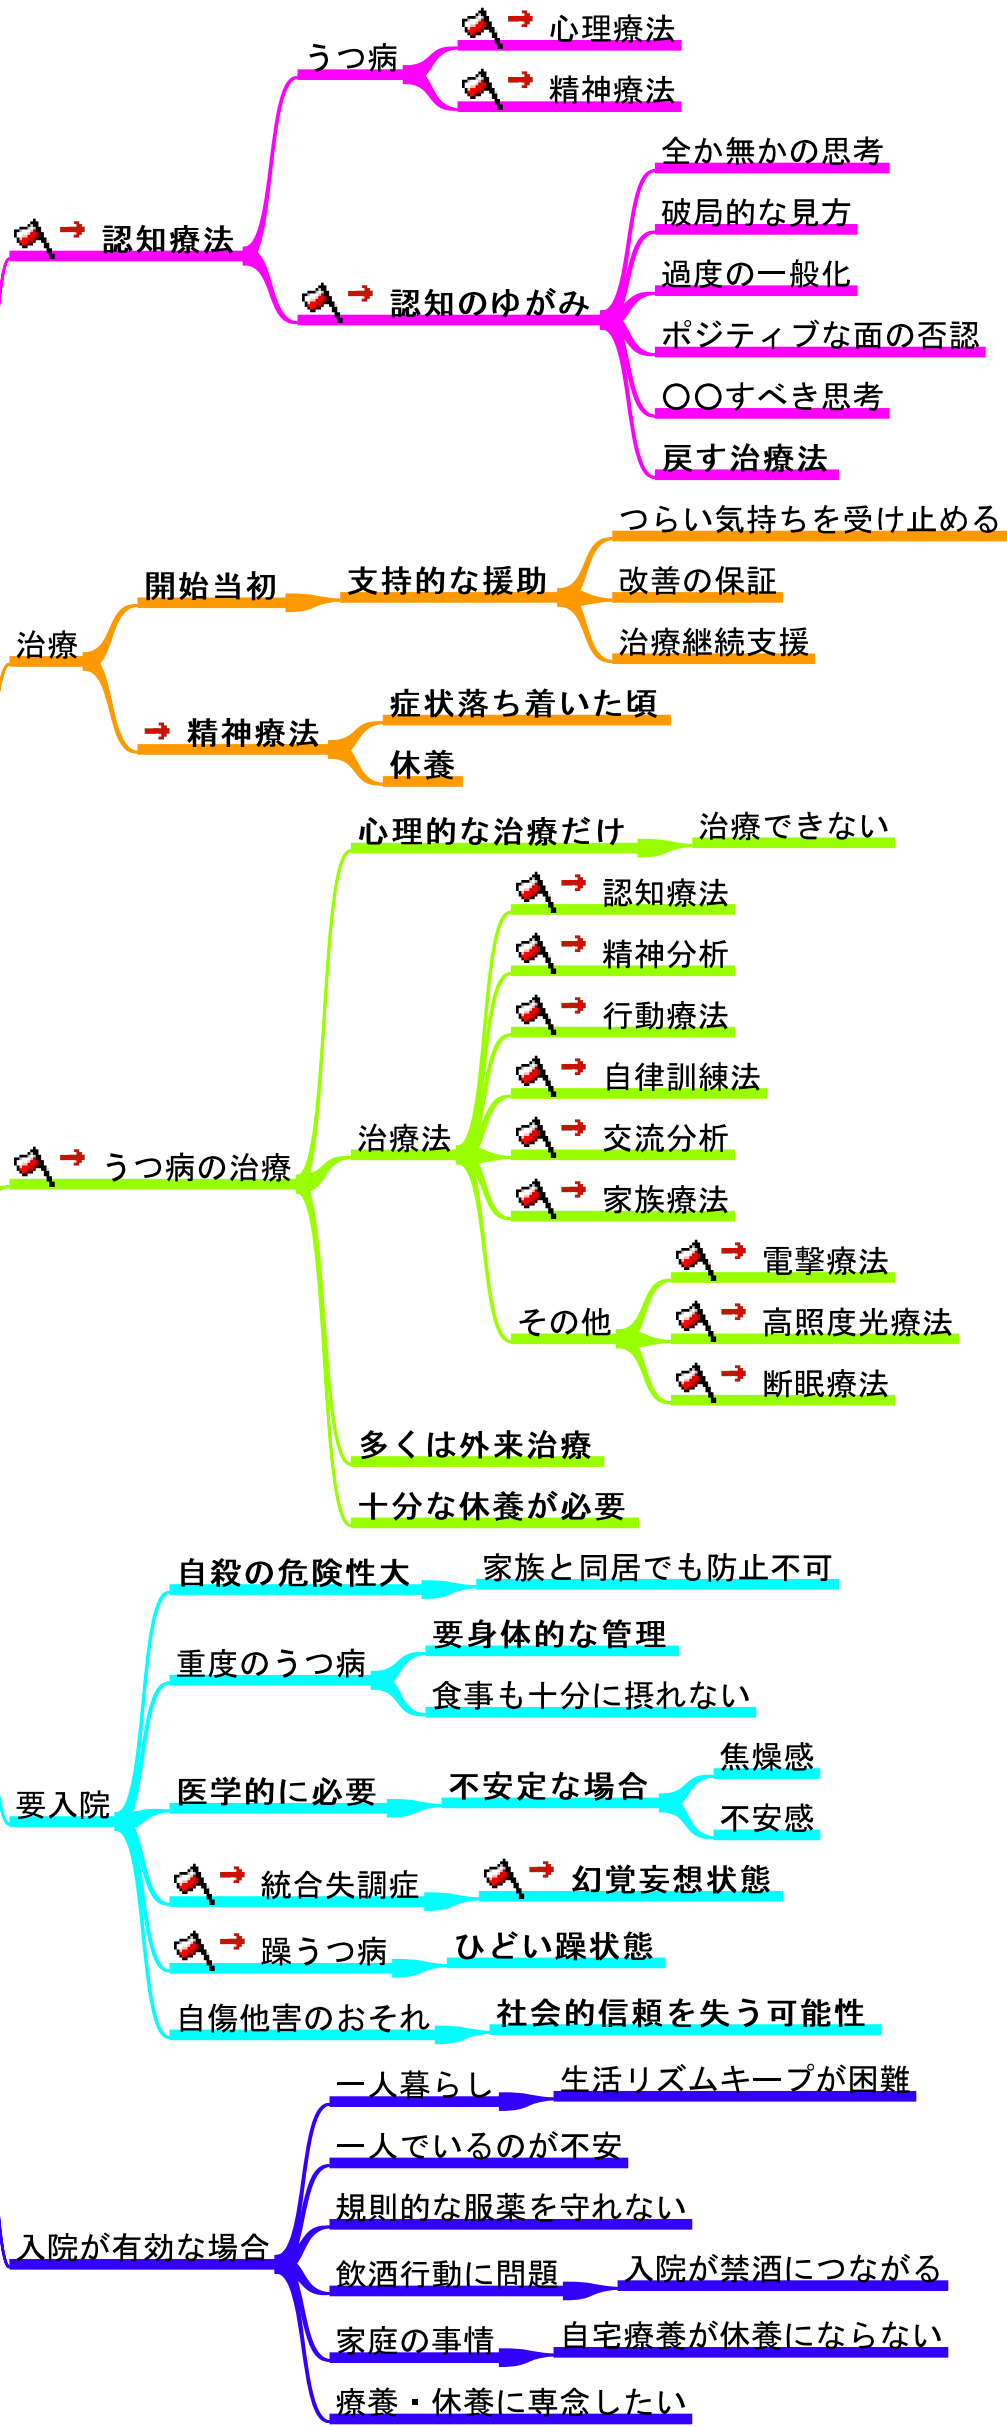 心理療法
うつ病
精神療法
全か無かの思考
破局的な見方
認知療法
過度の一般化
認知のゆがみ
ポジティブな面の否認
〇〇すべき思考
戻す治療法
つらい気持ちを受け止める
開始当初
支持的な援助
改善の保証
治療
治療継続支援
症状落ち着いた頃
精神療法
休養
心理的な治療だけ
治療できない
認知療法
精神分析
行動療法
自律訓練法
うつ病の治療
治療法
交流分析
家族療法
電撃療法
その他
高照度光療法
断眠療法
多くは外来治療
十分な休養が必要
自殺の危険性大
家族と同居でも防止不可
重度のうつ病
要身体的な管理
食事も十分に摂れない
焦燥感
要入院
医学的に必要
不安定な場合
不安感
統合失調症
幻覚妄想状態
躁うつ病
ひどい躁状態
自傷他害のおそれ
社会的信頼を失う可能性
一人暮らし
生活リズムキープが困難
一人でいるのが不安
規則的な服薬を守れない
入院が有効な場合
飲酒行動に問題
入院が禁酒につながる
家庭の事情
自宅療養が休養にならない
療養・休養に専念したい